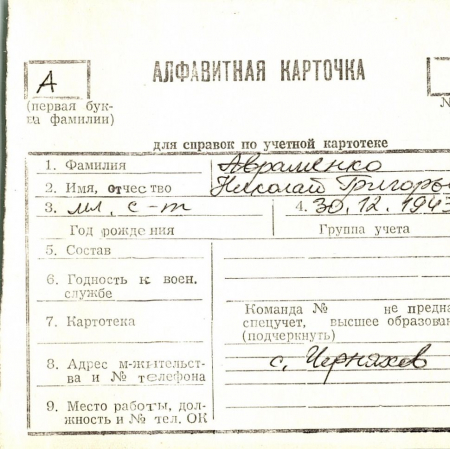 А
АЛФАВИТНАЯ КАРТОЧКА
(первая бук-
ва фамилии)
№
для справок по учетной картотеке
1. Фамилия Авраменко
2. Имя, отчество Николай Григорь
3. мл. с-т 4. 30.12.1943
Год рождения Группа учета
5. Состав
6. Годность к воен.
службе
7. Картотека
Команда № не предна
спецучет, высшее образован
(подчеркнуть)
8. Адрес м-жительст-
ва и № телефона
с. Черняхов
9. Место работы, дол-
жность и № тел. ОК